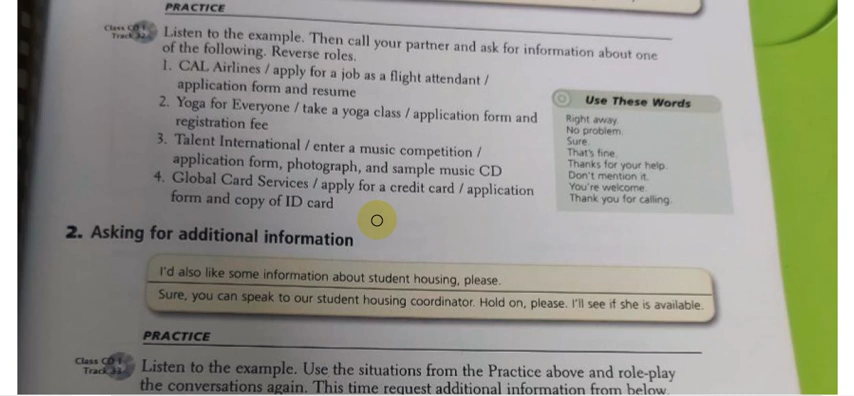 PRACTICE
Class CD 1
Track 32
Listen to the example. Then call your partner and ask for information about one
of the following. Reverse roles.
1. CAL Airlines / apply for a job as a flight attendant /
application form and resume
2. Yoga for Everyone / take a yoga class / application form and
registration fee
3. Talent International / enter a music competition /
application form, photograph, and sample music CD
4. Global Card Services / apply for a credit card / application
form and copy of ID card
Use These Words
Right away.
No problem.
Sure.
That's fine.
Thanks for your help.
Don't mention it.
You're welcome.
Thank you for calling.
2. Asking for additional information
I'd also like some information about student housing, please.
Sure, you can speak to our student housing coordinator. Hold on, please. I'll see if she is available.
PRACTICE
Class CD 1
Track
Listen to the example. Use the situations from the Practice above and role-play
the conversations again. This time request additional information from below.